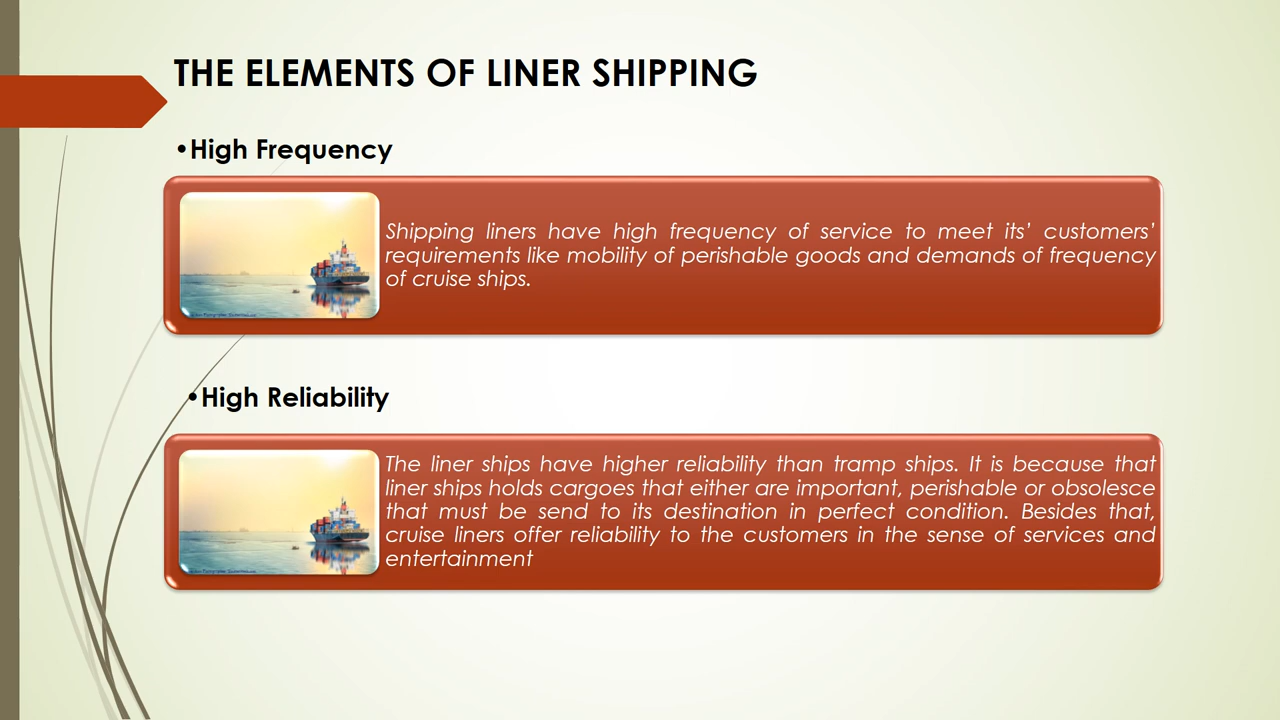 THE ELEMENTS OF LINER SHIPPING
•High Frequency
Shipping liners have high frequency of service to meet its’ customers’
requirements like mobility of perishable goods and demands of frequency
of cruise ships.
•High Reliability
The liner ships have higher reliability than tramp ships. It is because that
liner ships holds cargoes that either are important, perishable or obsolesce
that must be send to its destination in perfect condition. Besides that,
cruise liners offer reliability to the customers in the sense of services and
entertainment